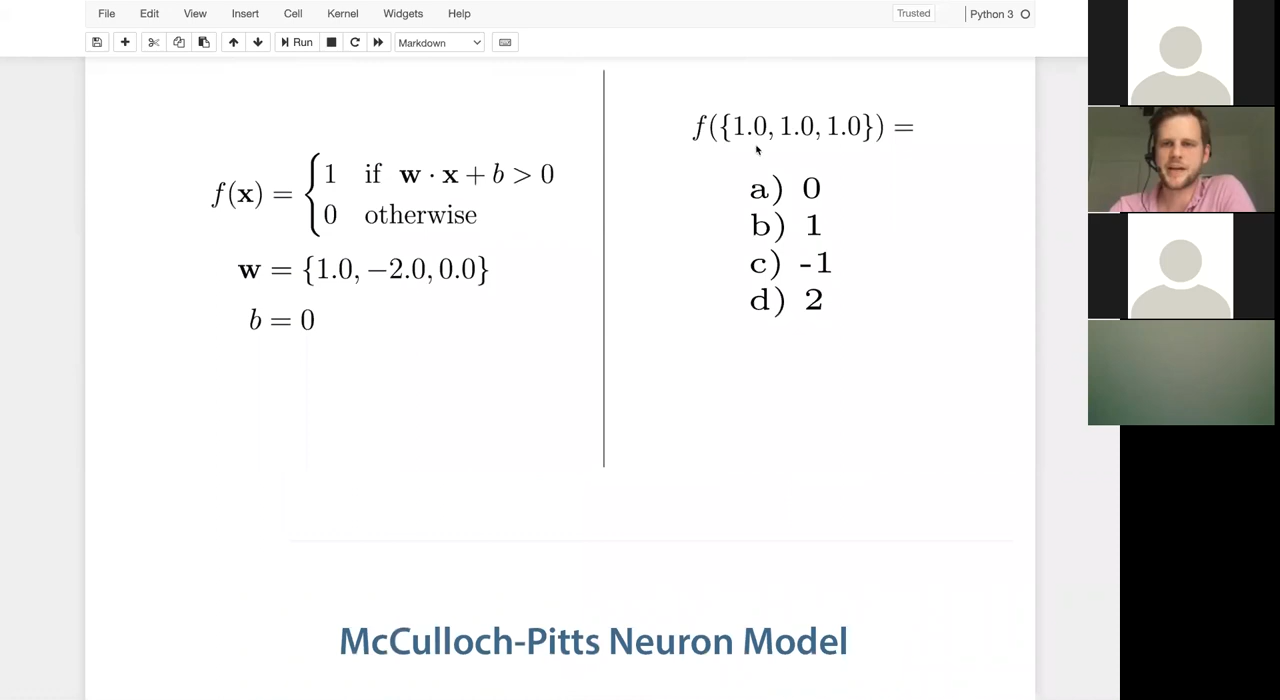 File Edit View Insert Cell Kernel Widgets Help Trusted Python 3
Run Markdown
f(x) = { 1 if w · x + b > 0
0 otherwise
w = {1.0, −2.0, 0.0}
b = 0
f({1.0, 1.0, 1.0}) =
a) 0
b) 1
c) -1
d) 2
McCulloch-Pitts Neuron Model